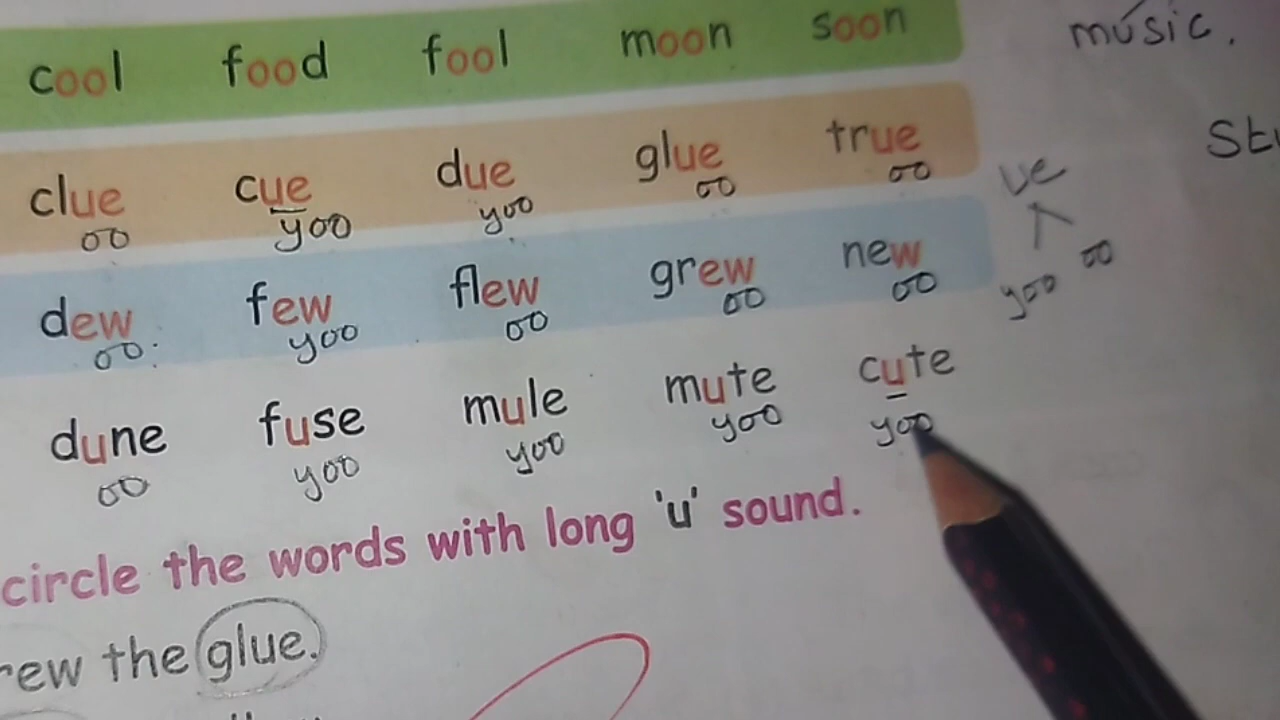 cool food fool moon soon
music.
St
clue cue due glue true
oo yoo yoo oo oo
ue
yoo oo
dew few flew grew new
oo yoo oo oo oo
dune fuse mule mute cute
oo yoo yoo yoo yoo
circle the words with long 'u' sound.
rew the glue.